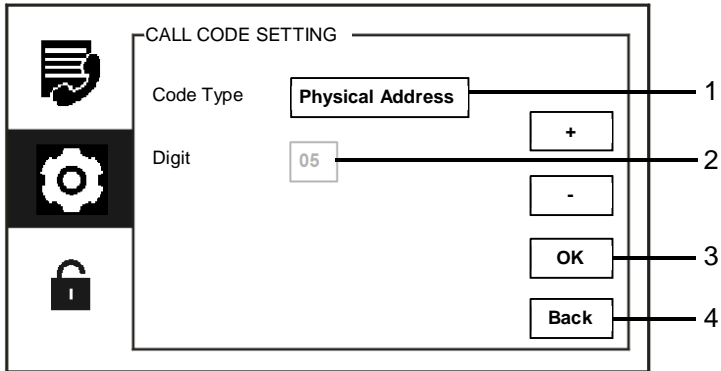 CALL CODE SETTING
Code Type Physical Address 1
+
Digit 05 2
-
OK 3
Back 4